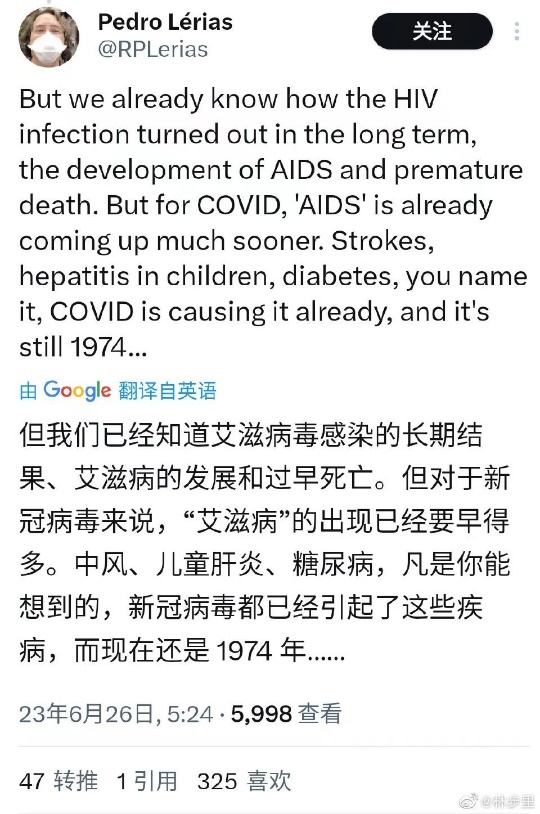 Pedro Lérias
关注
@RPLerias
But we already know how the HIV
infection turned out in the long term,
the development of AIDS and premature
death. But for COVID, 'AIDS' is already
coming up much sooner. Strokes,
hepatitis in children, diabetes, you name
it, COVID is causing it already, and it's
still 1974...
由 Google 翻译自英语
但我们已经知道艾滋病毒感染的长期结
果、艾滋病的发展和过早死亡。但对于新
冠病毒来说，“艾滋病”的出现已经要早得
多。中风、儿童肝炎、糖尿病，凡是你能
想到的，新冠病毒都已经引起了这些疾
病，而现在还是 1974 年......
23年6月26日, 5:24 · 5,998 查看
47 转推 1 引用 325 喜欢
@林步里